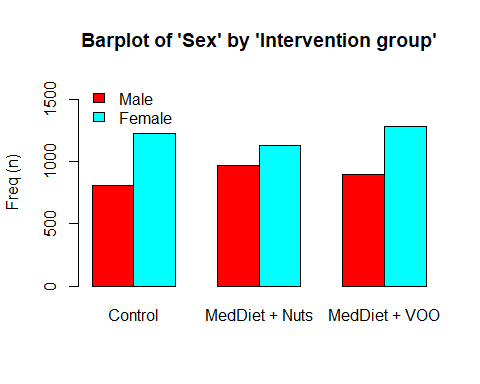 Barplot of 'Sex' by 'Intervention group'
Male
Female
Freq (n)
1500
1000
500
0
Control
MedDiet + Nuts
MedDiet + VOO